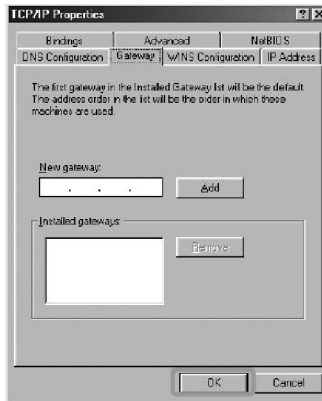 TCP/IP Properties
Bindings Advanced NetBIOS
DNS Configuration Gateway WINS Configuration IP Address
The first gateway in the Installed Gateway list will be the default.
The address order in the list will be the order in which these
machines are used.
New gateway:
. . .
Add
Installed gateways:
Remove
OK Cancel